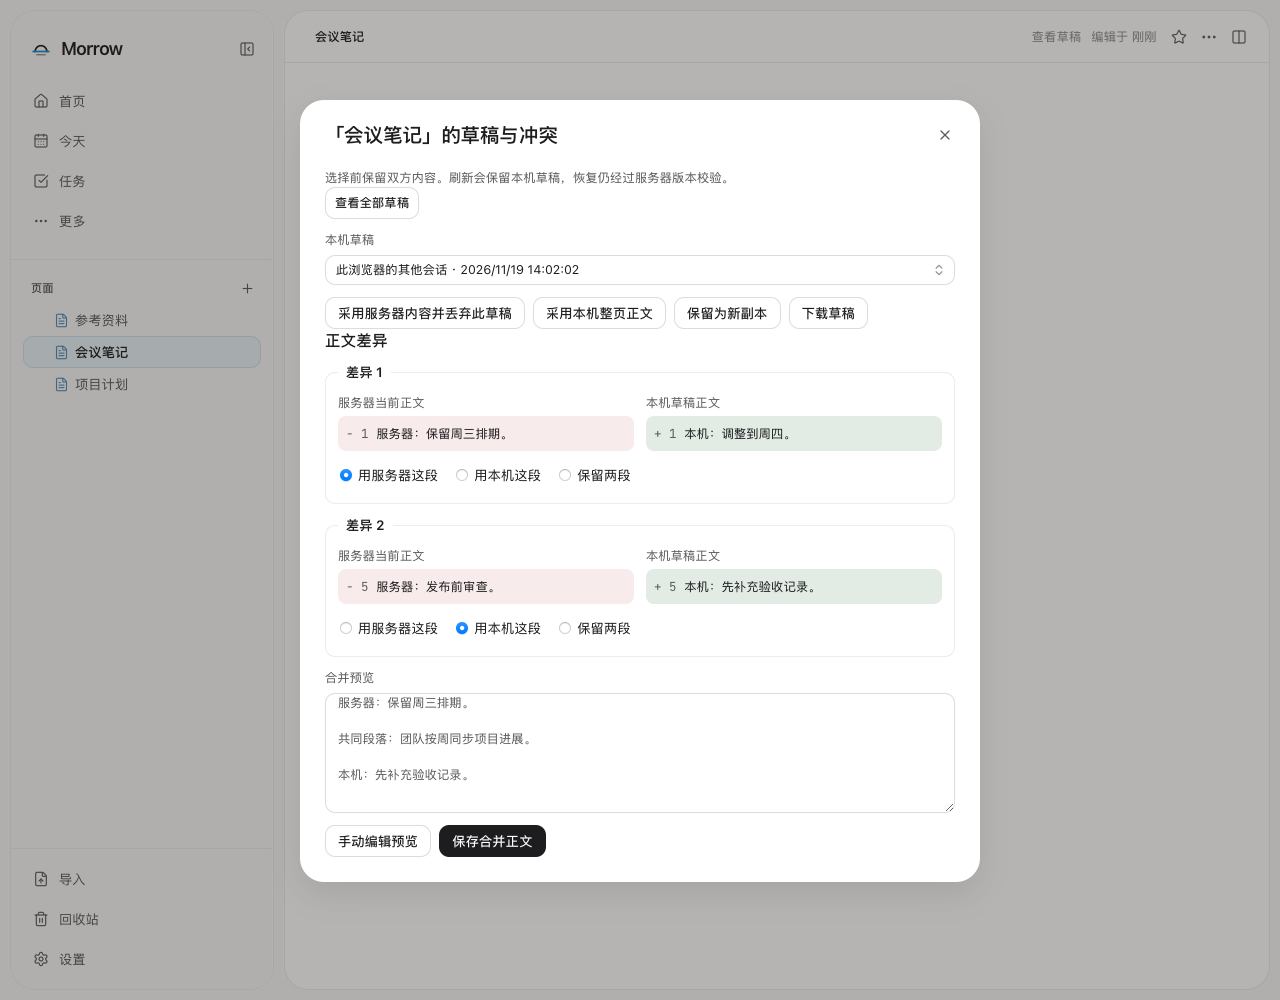 Morrow
首页
今天
任务
更多
页面
参考资料
会议笔记
项目计划
导入
回收站
设置
会议笔记
查看草稿 编辑于 刚刚
「会议笔记」的草稿与冲突
选择前保留双方内容。刷新会保留本机草稿，恢复仍经过服务器版本校验。
查看全部草稿
本机草稿
此浏览器的其他会话 · 2026/11/19 14:02:02
采用服务器内容并丢弃此草稿 采用本机整页正文 保留为新副本 下载草稿
正文差异
差异 1
服务器当前正文 本机草稿正文
- 1 服务器：保留周三排期。 + 1 本机：调整到周四。
用服务器这段 用本机这段 保留两段
差异 2
服务器当前正文 本机草稿正文
- 5 服务器：发布前审查。 + 5 本机：先补充验收记录。
用服务器这段 用本机这段 保留两段
合并预览
服务器：保留周三排期。
共同段落：团队按周同步项目进展。
本机：先补充验收记录。
手动编辑预览 保存合并正文